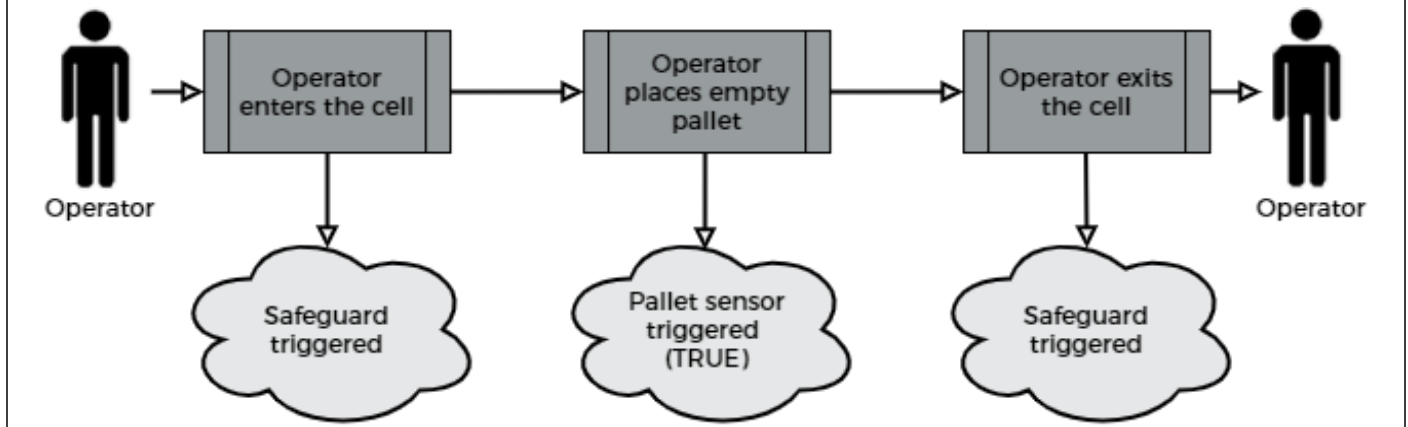 Operator
enters the cell
Operator
places empty
pallet
Operator exits
the cell
Operator
Operator
Safeguard
triggered
Pallet sensor
triggered
(TRUE)
Safeguard
triggered